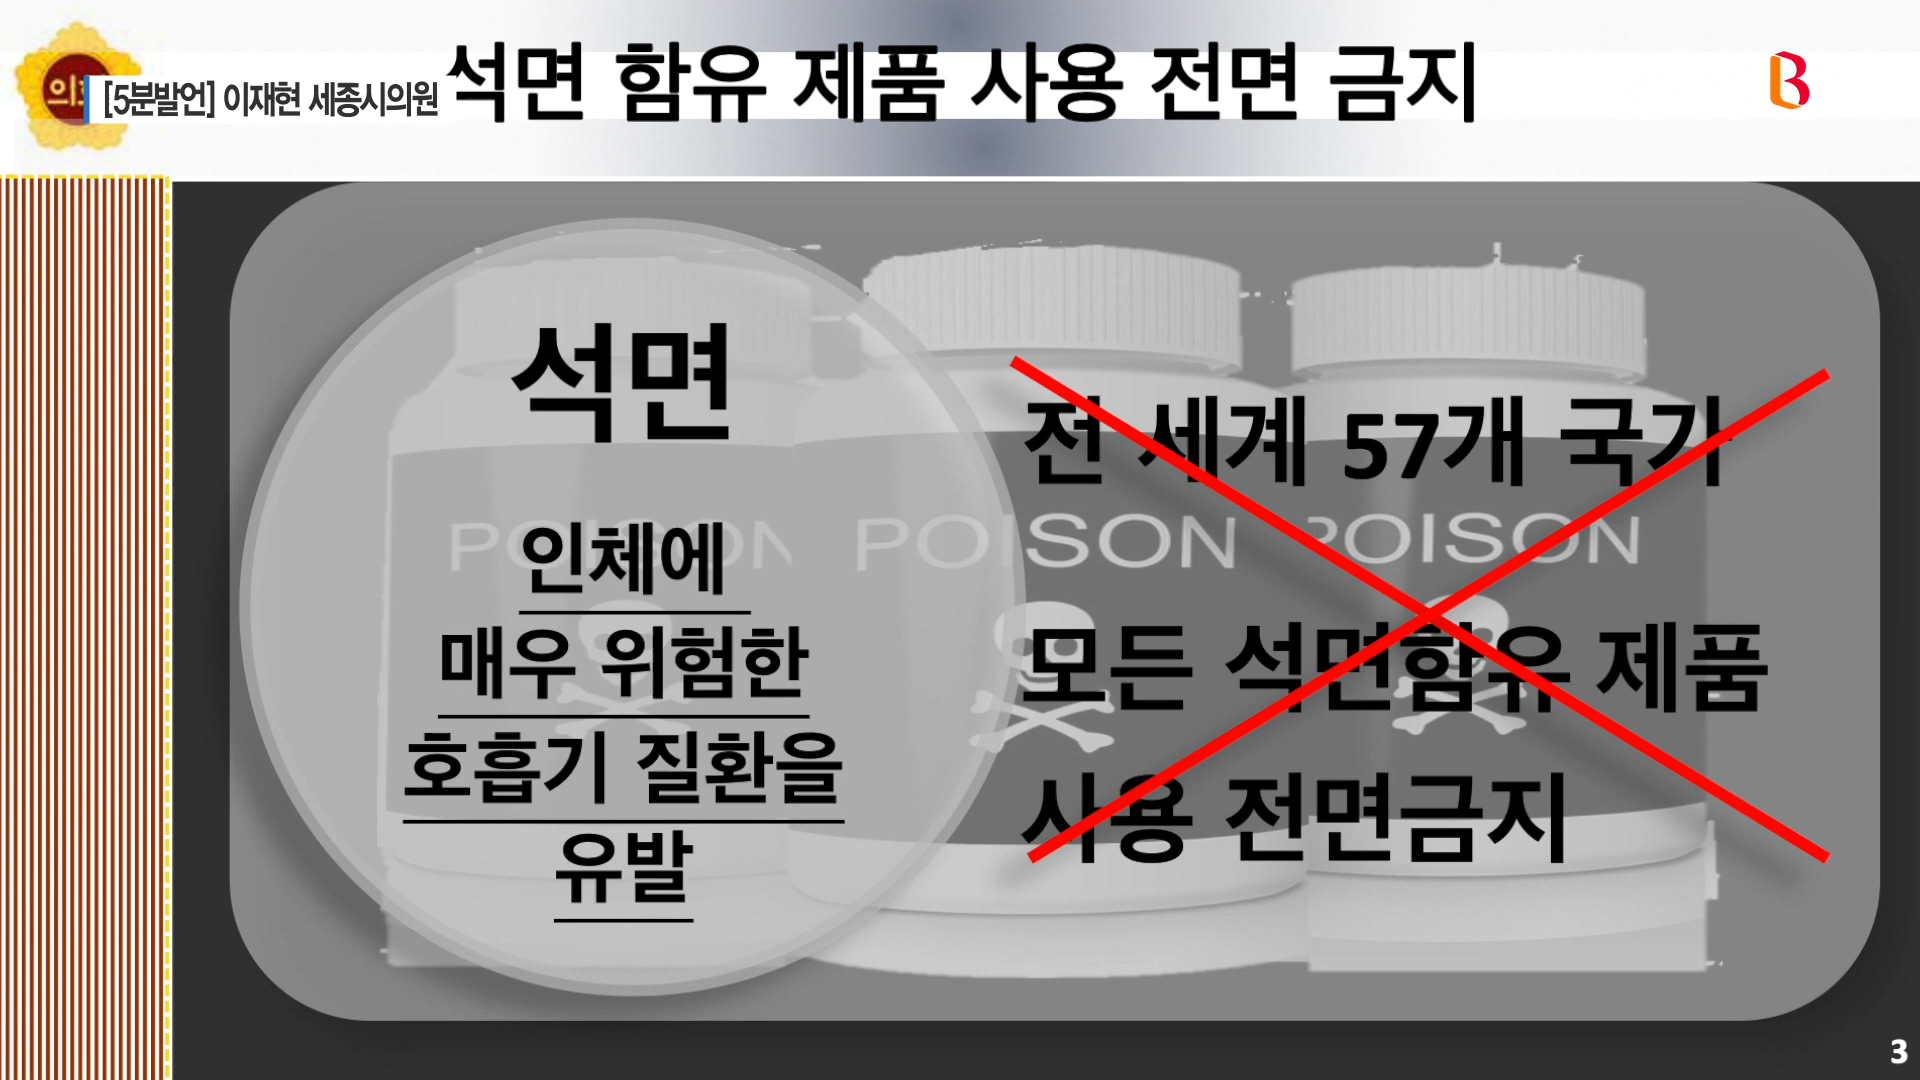 석면 함유 제품 사용 전면 금지
[5분발언] 이재현 세종시의원
석면
인체에
매우 위험한
호흡기 질환을
유발
전 세계 57개 국가
모든 석면함유 제품
사용 전면금지
POISON
POISON
POISON
3